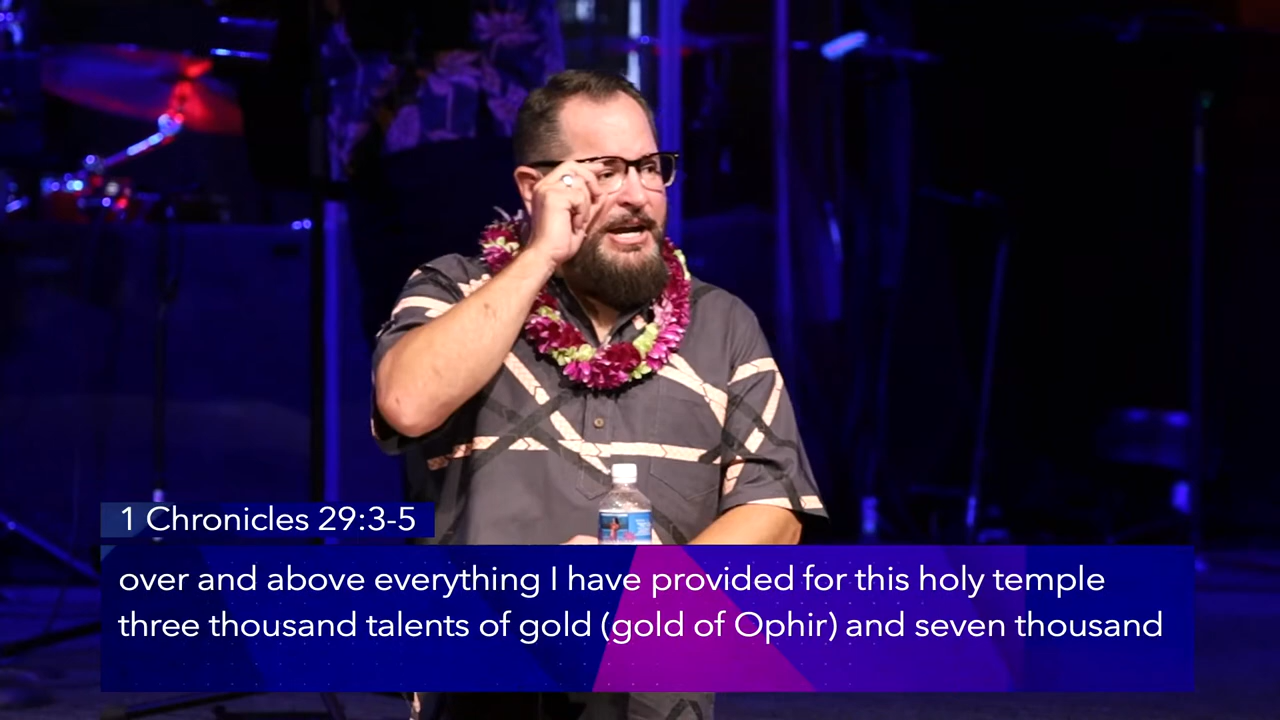 1 Chronicles 29:3-5
over and above everything I have provided for this holy temple
three thousand talents of gold (gold of Ophir) and seven thousand